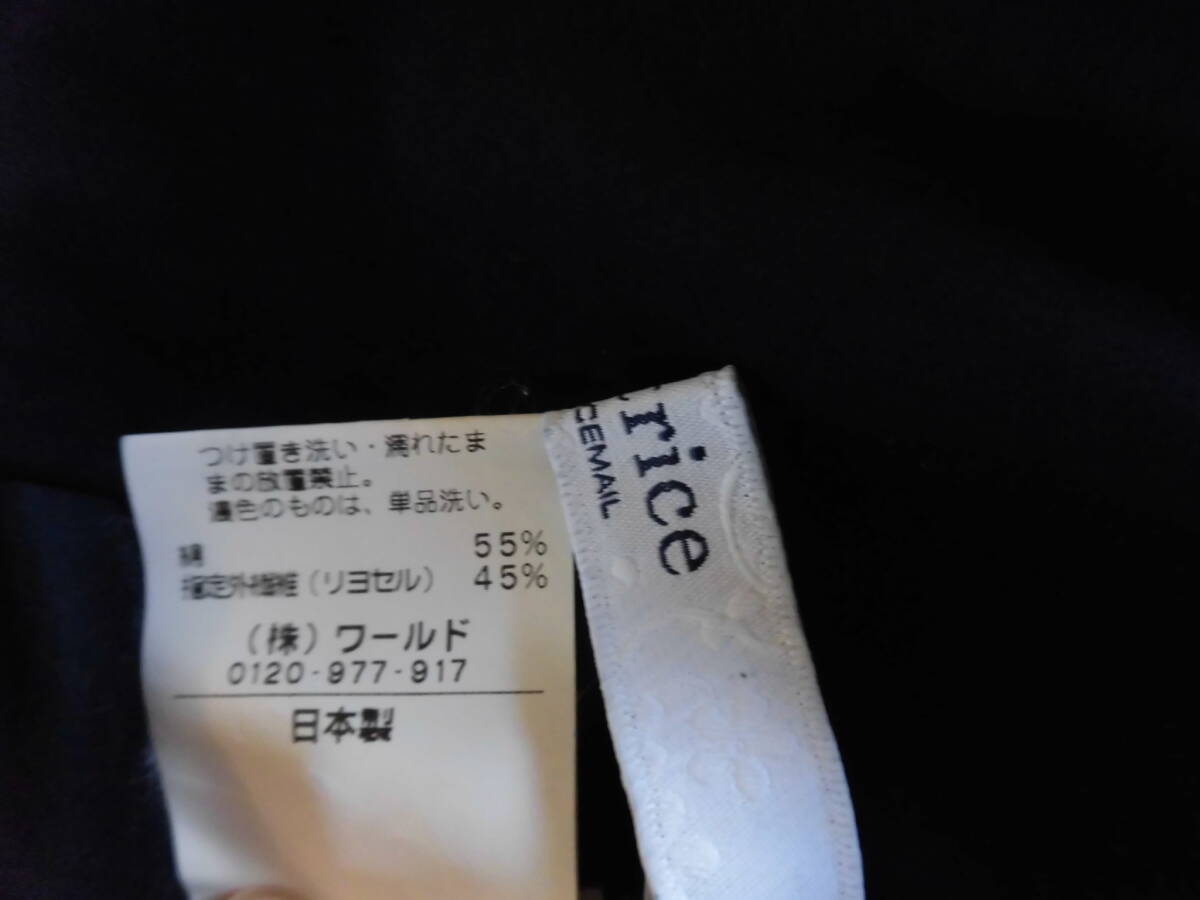 つけ置き洗い・濡れたま
まの放置禁止。
濃色のものは、単品洗い。
綿 55%
指定外繊維(リヨセル) 45%
(株)ワールド
0120-977-917
日本製
rice
CEMAIL